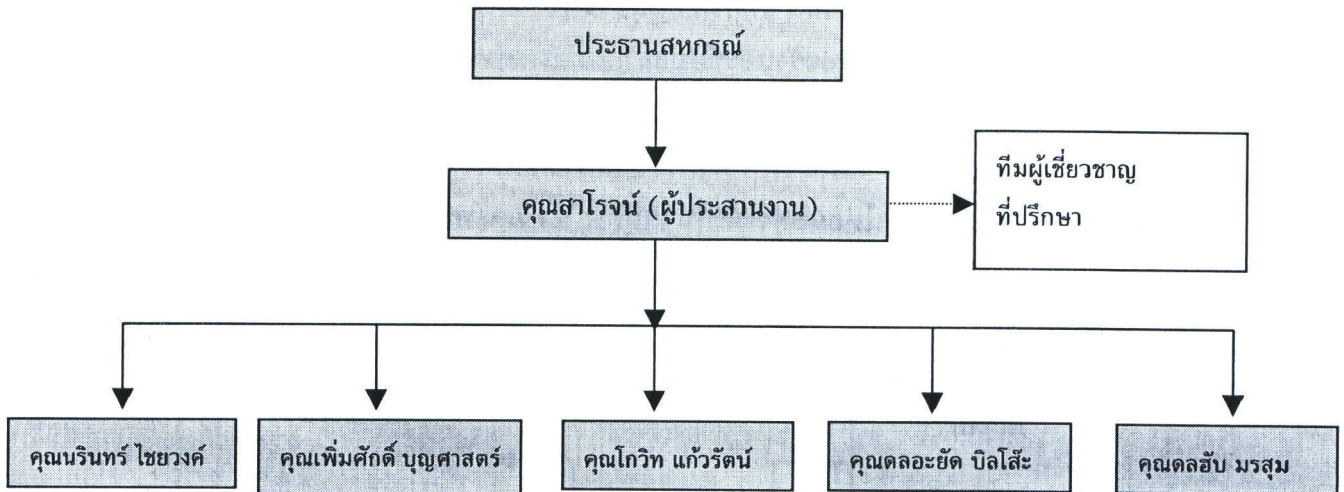 ประธานสหกรณ์
คุณสาโรจน์ (ผู้ประสานงาน)
ทีมผู้เชี่ยวชาญ
ที่ปรึกษา
คุณนรินทร์ ไชยวงค์
คุณเพิ่มศักดิ์ บุญศาสตร์
คุณโกวิท แก้วรัตน์
คุณดลอะยัด บิลโส๊ะ
คุณดลฮับ มรสุม